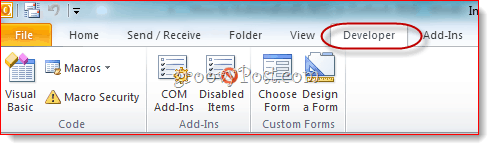 In
File Home Send / Receive Folder View Developer Add-Ins
Visual Basic
Macros
Macro Security
Code
COM Add-Ins
Disabled Items
Add-Ins
Choose Form
Design a Form
Custom Forms
groovyPost.com